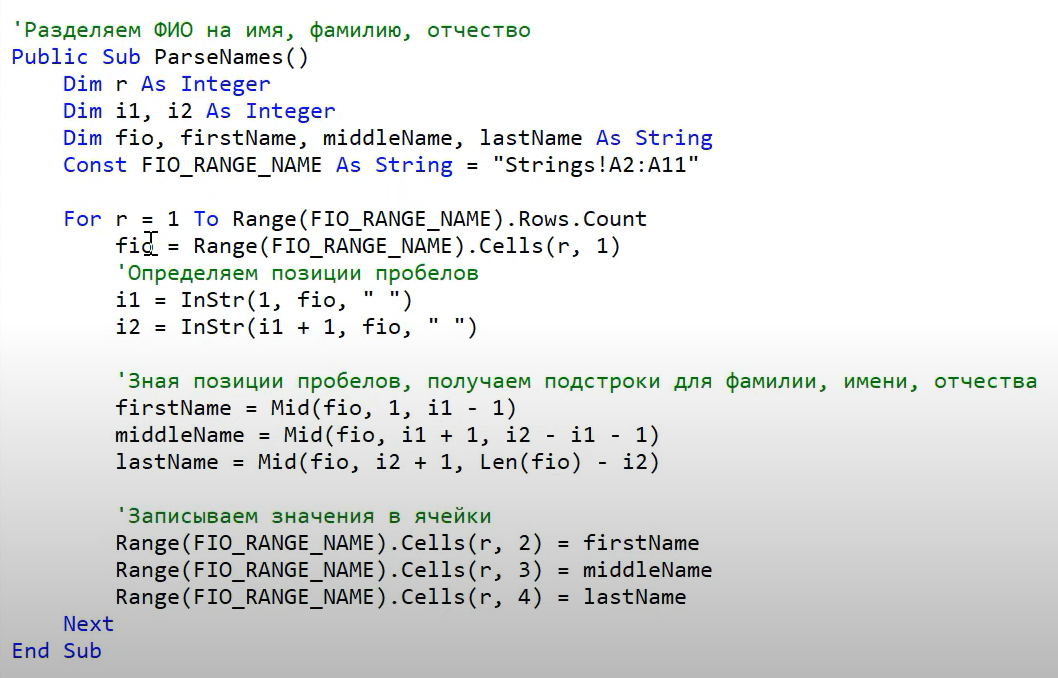 'Разделяем ФИО на имя, фамилию, отчество
Public Sub ParseNames()
    Dim r As Integer
    Dim i1, i2 As Integer
    Dim fio, firstName, middleName, lastName As String
    Const FIO_RANGE_NAME As String = "Strings!A2:A11"

    For r = 1 To Range(FIO_RANGE_NAME).Rows.Count
        fio = Range(FIO_RANGE_NAME).Cells(r, 1)
        'Определяем позиции пробелов
        i1 = InStr(1, fio, " ")
        i2 = InStr(i1 + 1, fio, " ")

        'Зная позиции пробелов, получаем подстроки для фамилии, имени, отчества
        firstName = Mid(fio, 1, i1 - 1)
        middleName = Mid(fio, i1 + 1, i2 - i1 - 1)
        lastName = Mid(fio, i2 + 1, Len(fio) - i2)

        'Записываем значения в ячейки
        Range(FIO_RANGE_NAME).Cells(r, 2) = firstName
        Range(FIO_RANGE_NAME).Cells(r, 3) = middleName
        Range(FIO_RANGE_NAME).Cells(r, 4) = lastName
    Next
End Sub